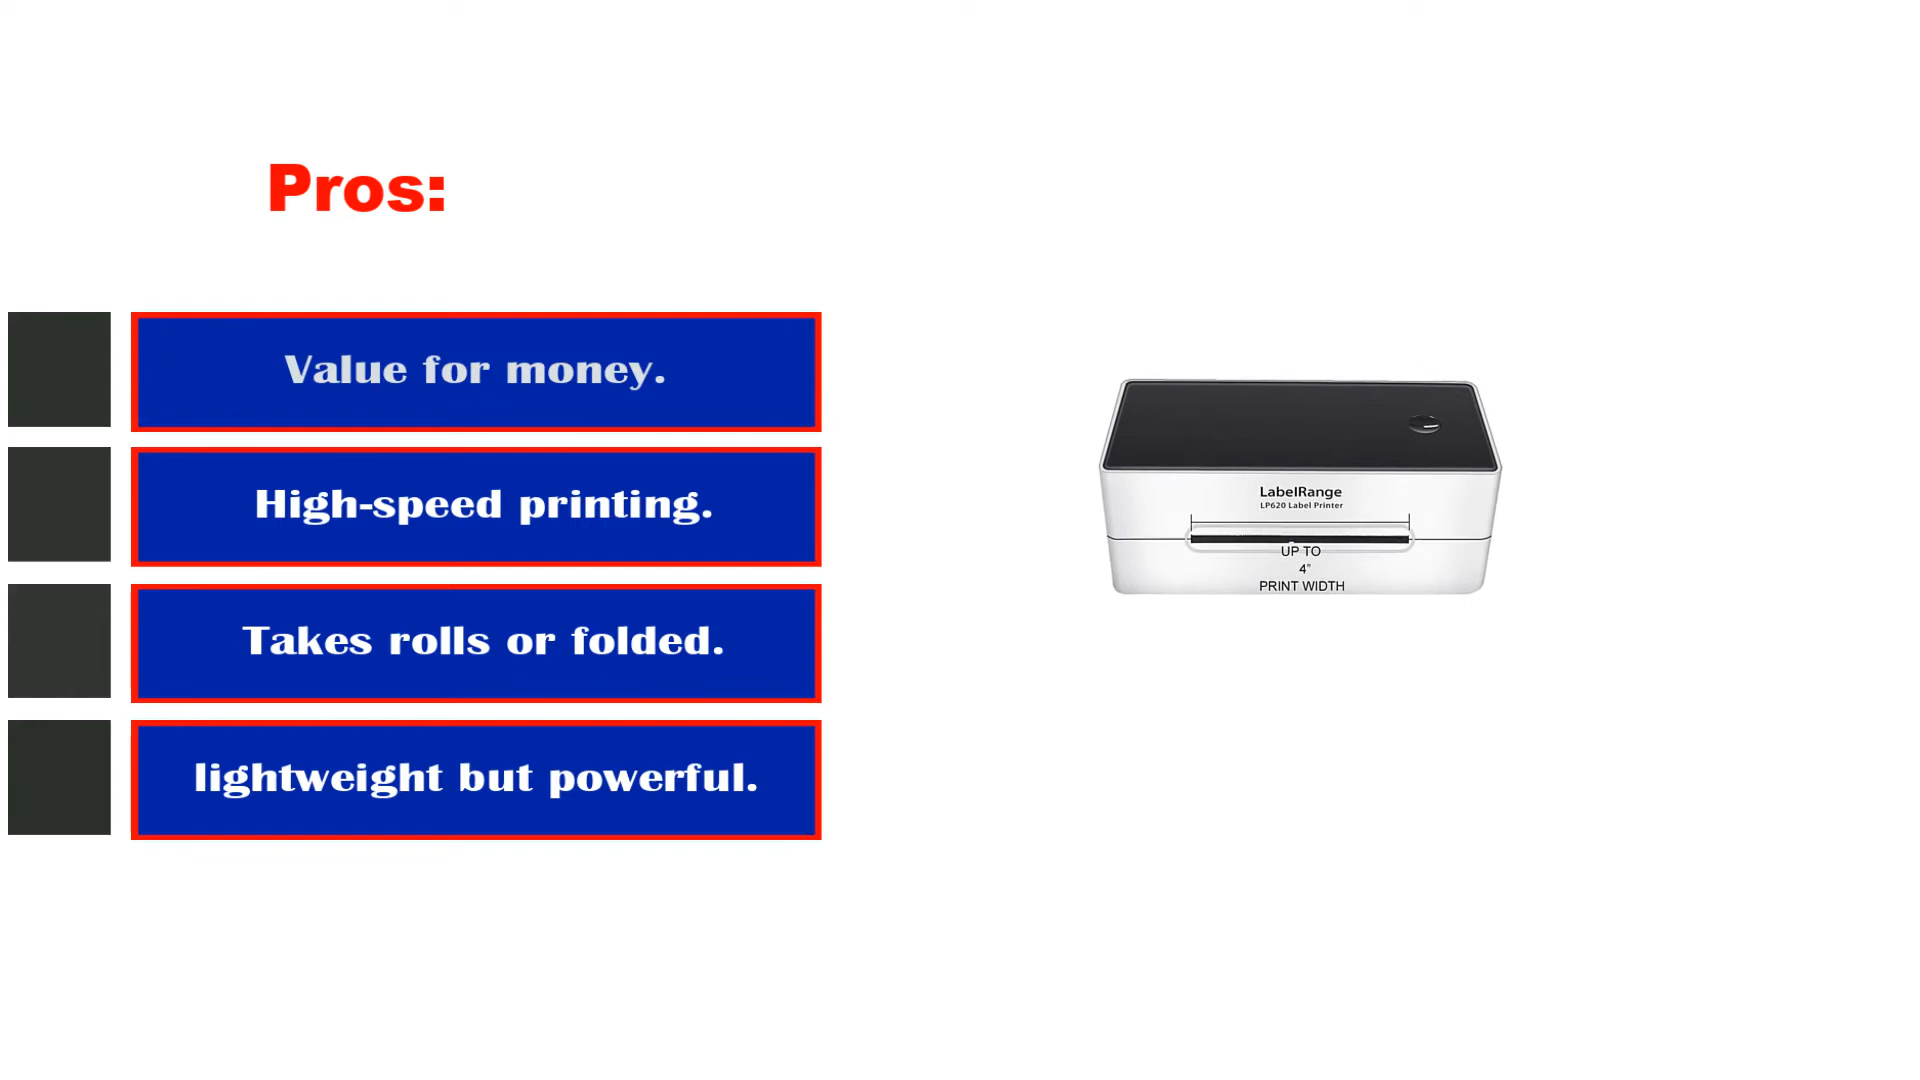 Pros:
Value for money.
High-speed printing.
Takes rolls or folded.
lightweight but powerful.
LabelRange
LP620 Label Printer
UP TO
4"
PRINT WIDTH